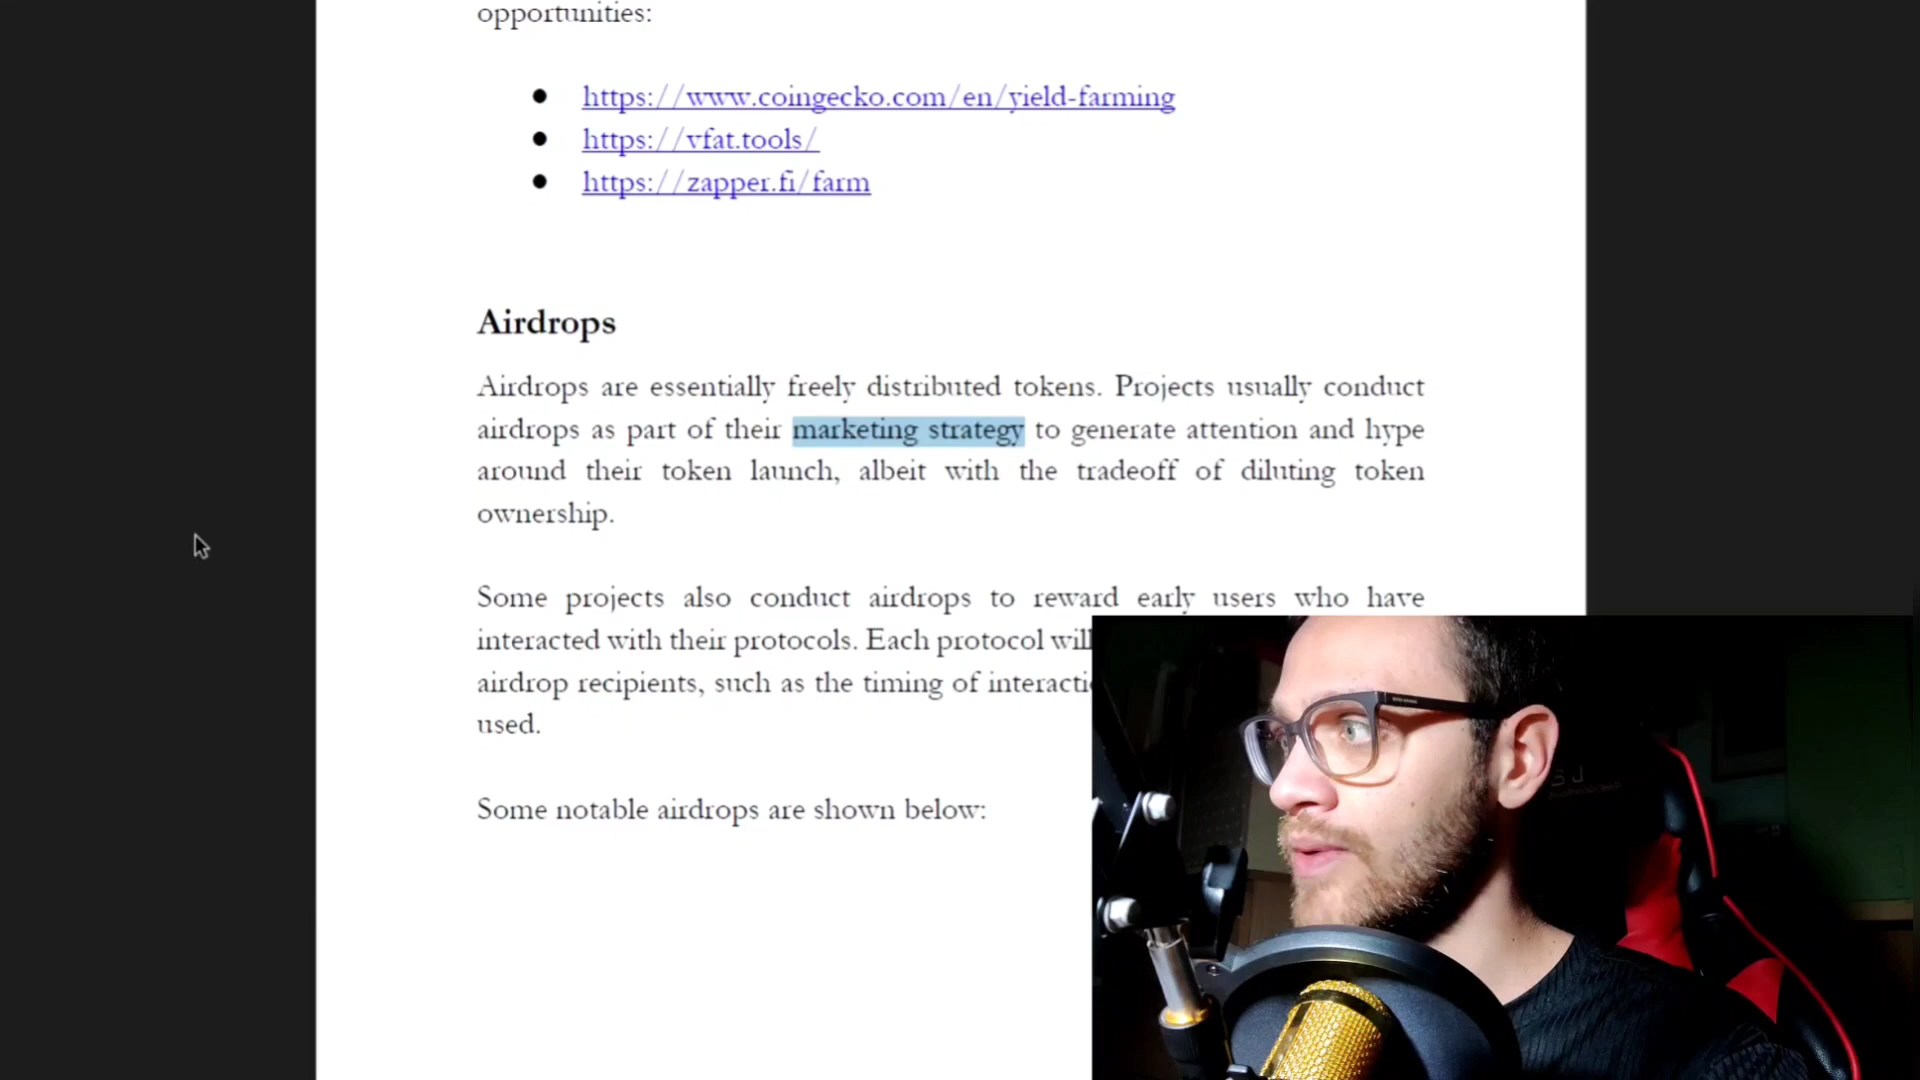 opportunities:
https://www.coingecko.com/en/yield-farming
https://vfat.tools/
https://zapper.fi/farm
Airdrops
Airdrops are essentially freely distributed tokens. Projects usually conduct
airdrops as part of their marketing strategy to generate attention and hype
around their token launch, albeit with the tradeoff of diluting token
ownership.
Some projects also conduct airdrops to reward early users who have
interacted with their protocols. Each protocol will
airdrop recipients, such as the timing of
used.
Some notable airdrops are shown below: